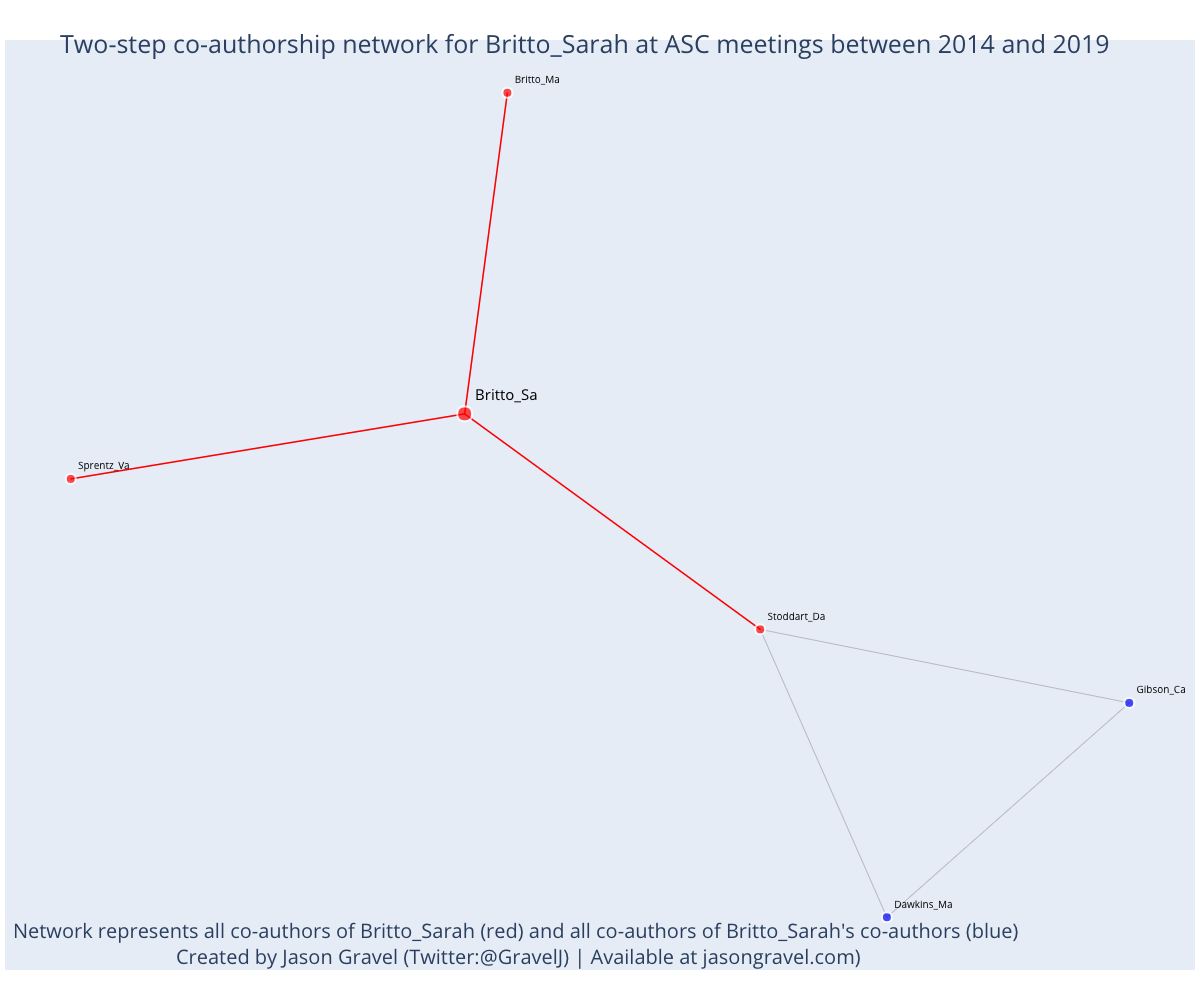 Two-step co-authorship network for Britto_Sarah at ASC meetings between 2014 and 2019
Britto_Ma
Britto_Sa
Sprentz_Va
Stoddart_Da
Gibson_Ca
Dawkins_Ma
Network represents all co-authors of Britto_Sarah (red) and all co-authors of Britto_Sarah's co-authors (blue)
Created by Jason Gravel (Twitter:@GravelJ) | Available at jasongravel.com)